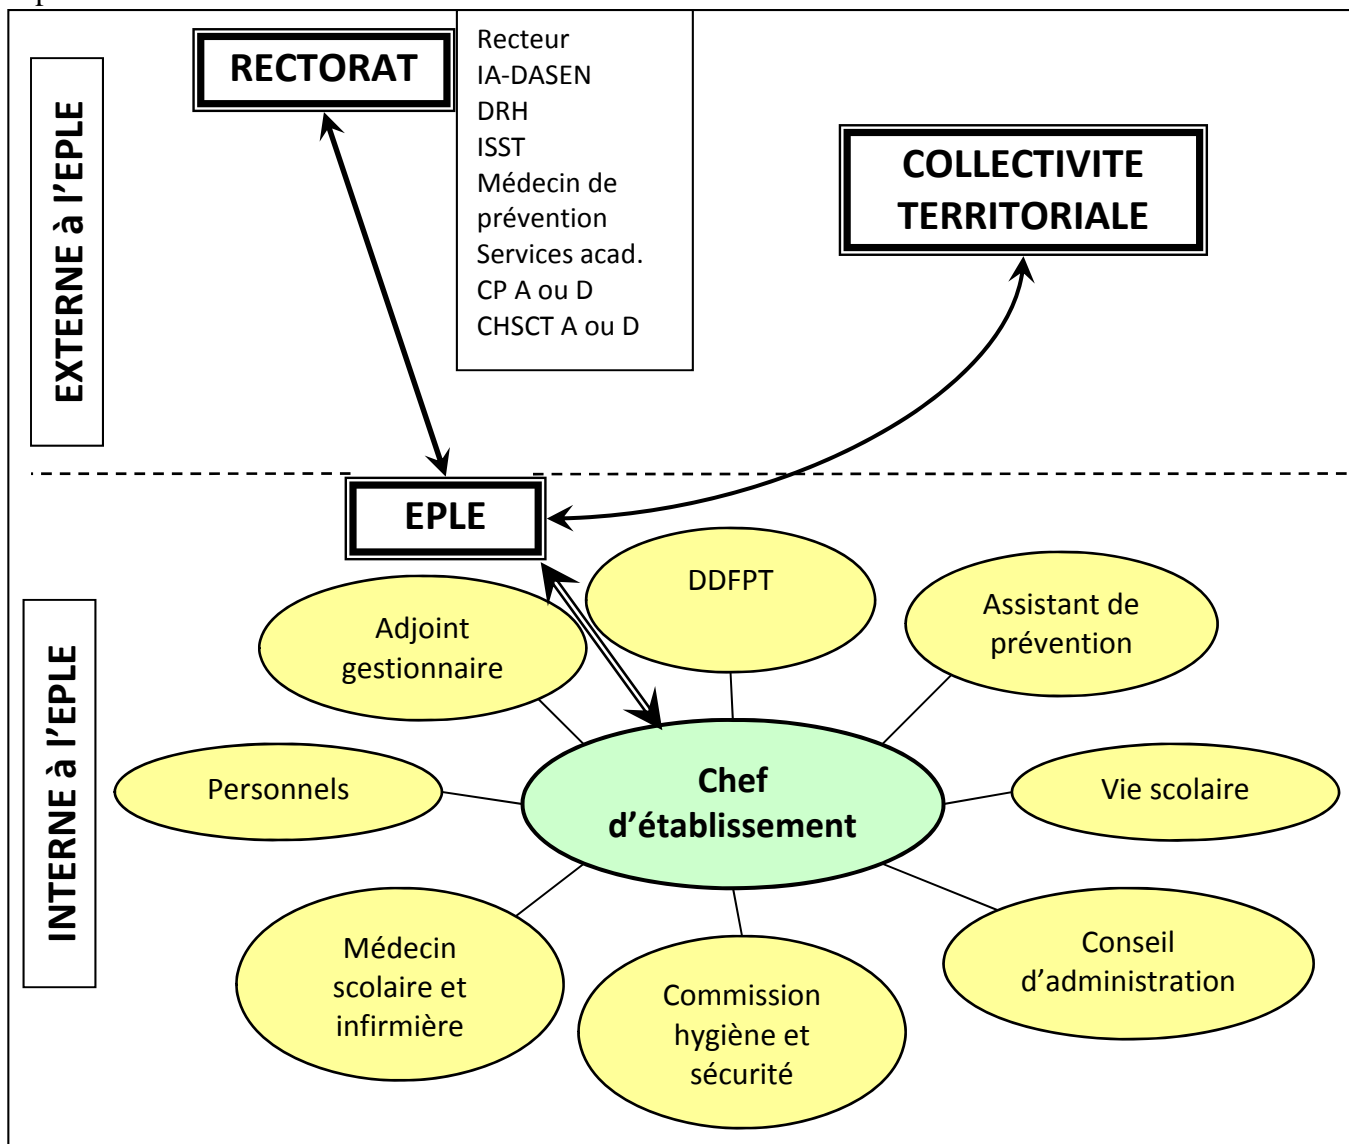 EXTERNE à l'EPLE
RECTORAT
Recteur
IA-DASEN
DRH
ISST
Médecin de
prévention
Services acad.
CP A ou D
CHSCT A ou D
COLLECTIVITE
TERRITORIALE
INTERNE à l'EPLE
EPLE
DDFPT
Adjoint
gestionnaire
Assistant de
prévention
Personnels
Chef
d'établissement
Vie scolaire
Médecin
scolaire et
infirmière
Commission
hygiène et
sécurité
Conseil
d'administration